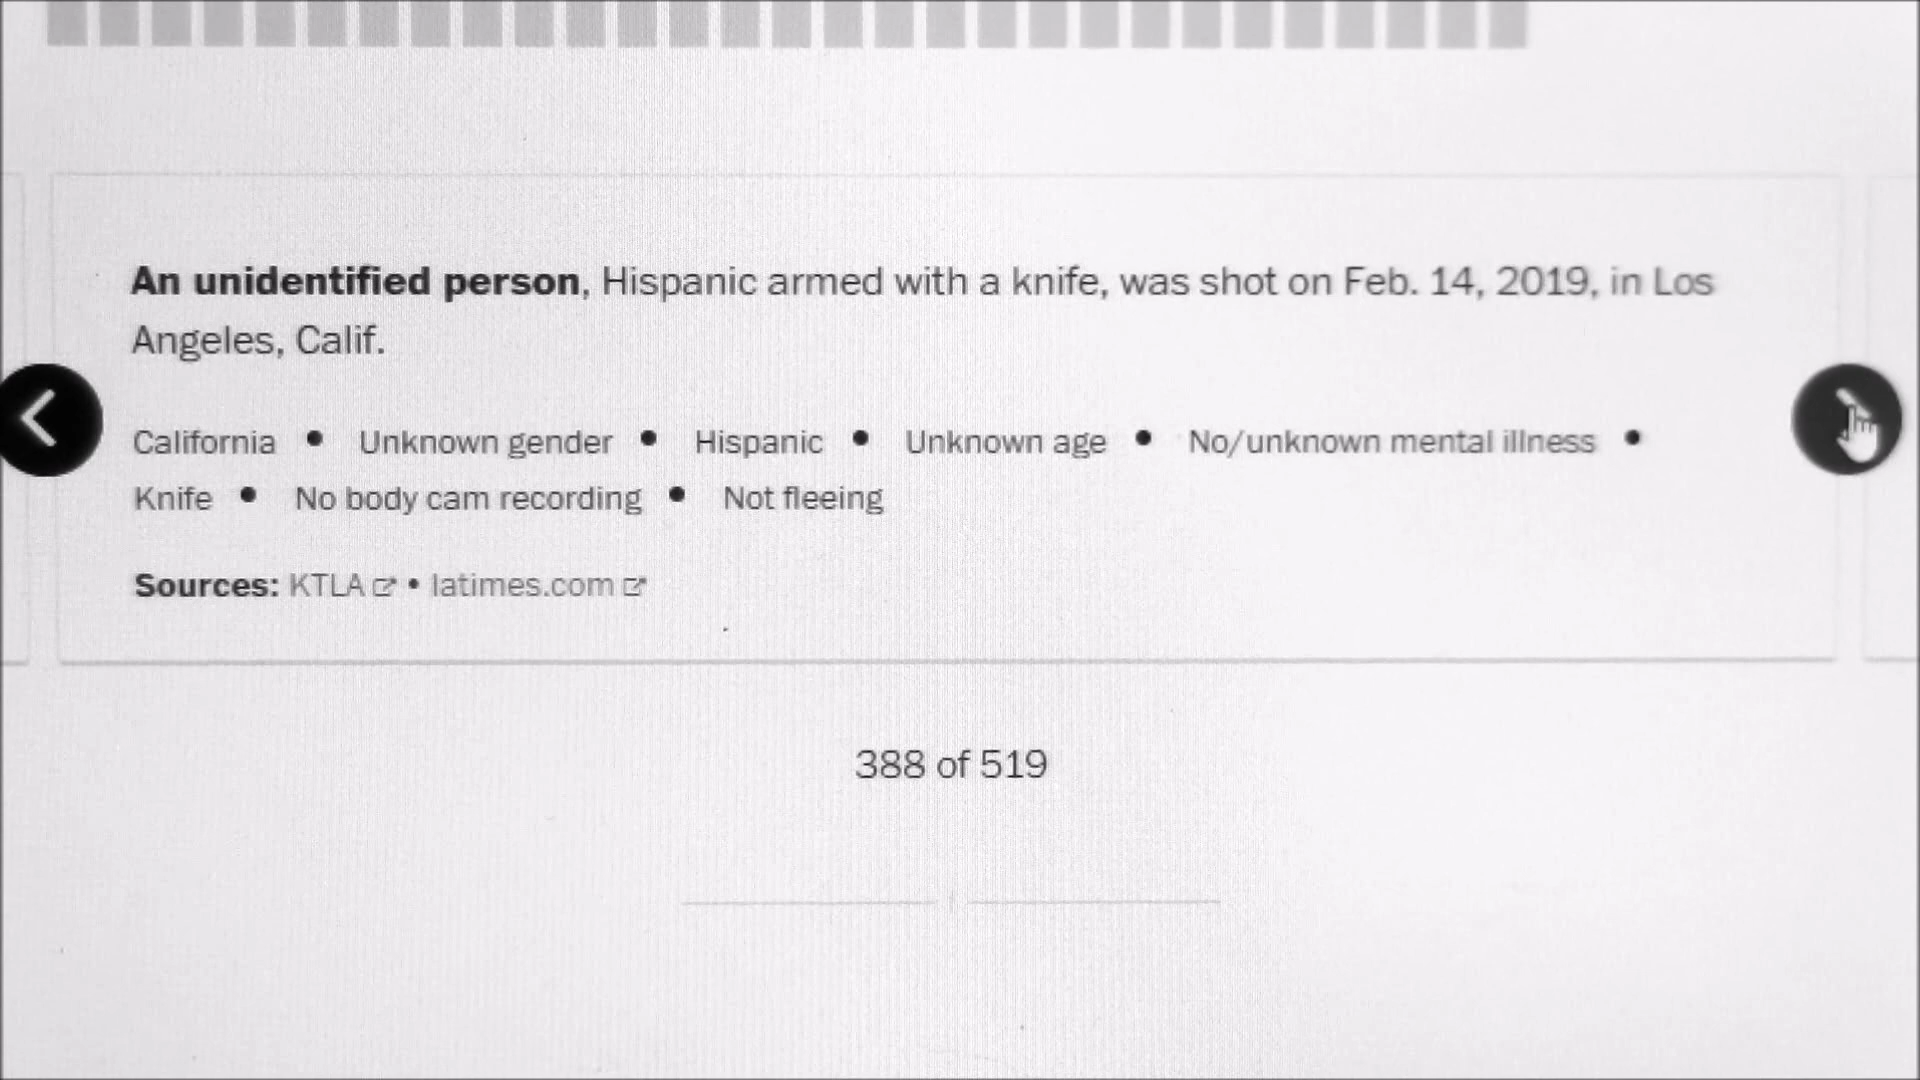 An unidentified person, Hispanic armed with a knife, was shot on Feb. 14, 2019, in Los
Angeles, Calif.
California • Unknown gender • Hispanic • Unknown age • No/unknown mental illness •
Knife • No body cam recording • Not fleeing
Sources: KTLA • latimes.com
388 of 519